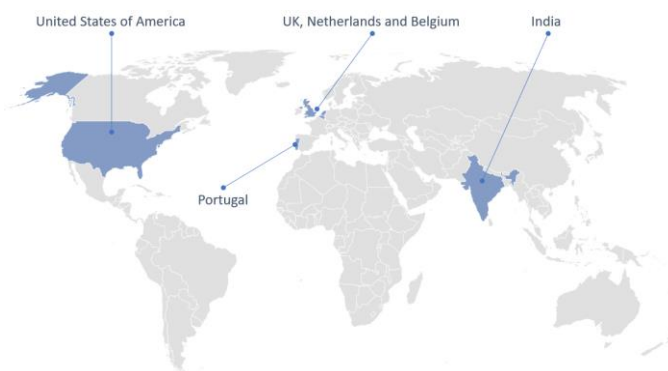 United States of America
UK, Netherlands and Belgium
India
Portugal